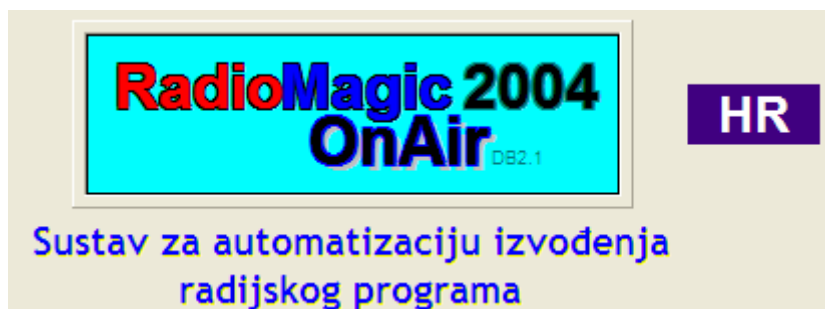 RadioMagic 2004
OnAir DB2.1
HR
Sustav za automatizaciju izvođenja
radijskog programa